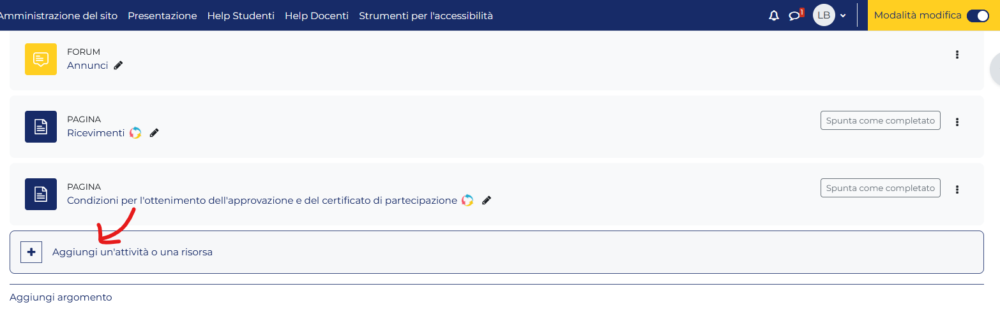 Amministrazione del sito Presentazione Help Studenti Help Docenti Strumenti per l'accessibilità 1 LB Modalità modifica
FORUM
Annunci
PAGINA
Ricevimenti
Spunta come completato
PAGINA
Condizioni per l'ottenimento dell'approvazione e del certificato di partecipazione
Spunta come completato
Aggiungi un'attività o una risorsa
Aggiungi argomento